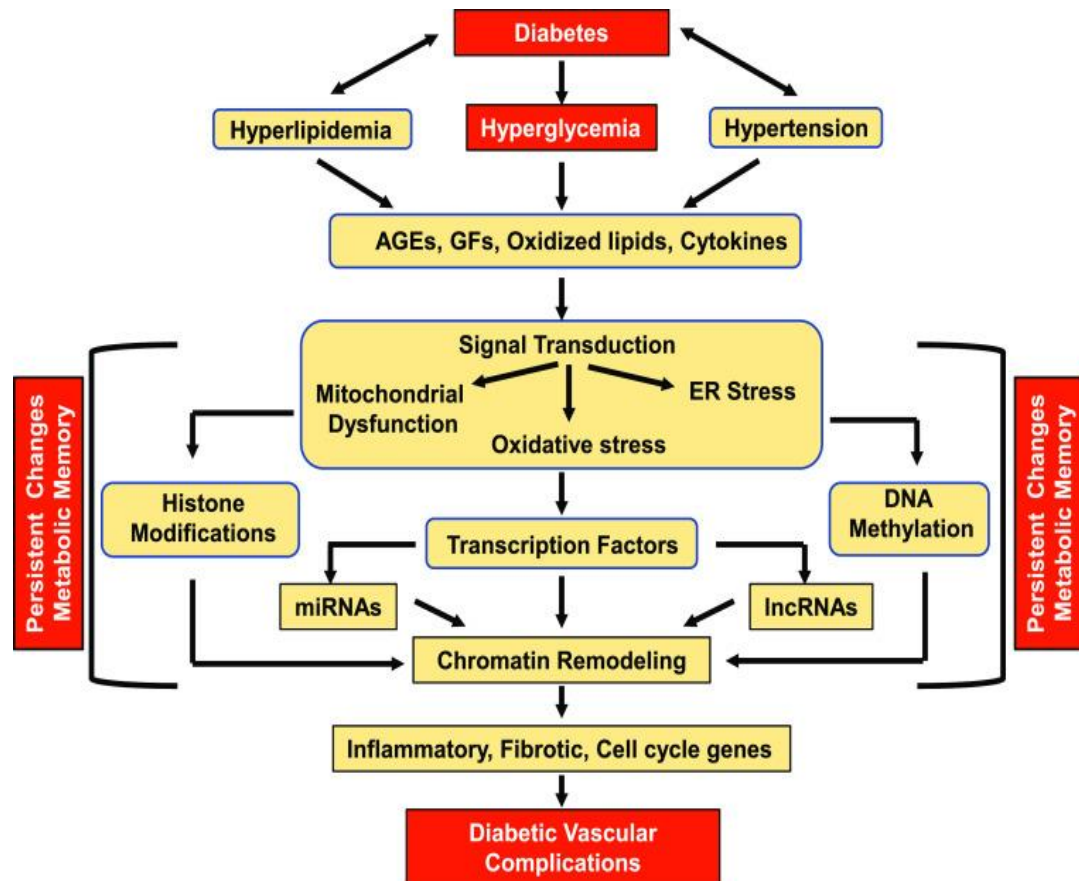 Diabetes
Hyperlipidemia
Hyperglycemia
Hypertension
AGEs, GFs, Oxidized lipids, Cytokines
Signal Transduction
Mitochondrial
Dysfunction
ER Stress
Oxidative stress
Persistent Changes
Metabolic Memory
Histone
Modifications
DNA
Methylation
Persistent Changes
Metabolic Memory
Transcription Factors
miRNAs
lncRNAs
Chromatin Remodeling
Inflammatory, Fibrotic, Cell cycle genes
Diabetic Vascular
Complications